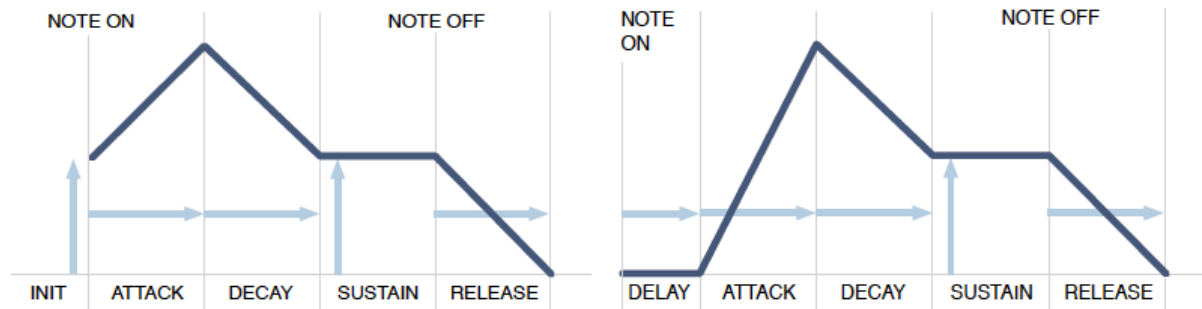 NOTE ON
NOTE OFF
INIT
ATTACK
DECAY
SUSTAIN
RELEASE
NOTE
ON
NOTE OFF
DELAY
ATTACK
DECAY
SUSTAIN
RELEASE